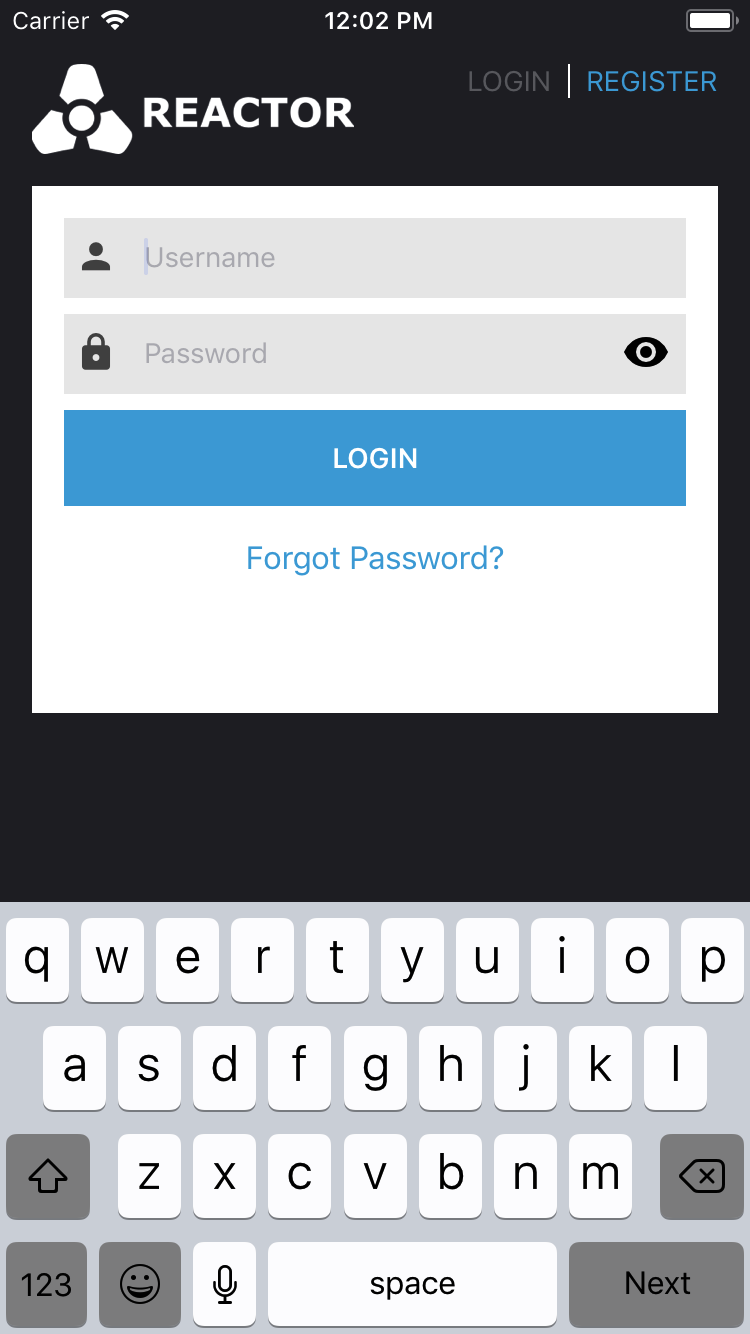 Carrier 12:02 PM
LOGIN REGISTER
REACTOR
Username
Password
LOGIN
Forgot Password?
q w e r t y u i o p
a s d f g h j k l
z x c v b n m
123 space Next